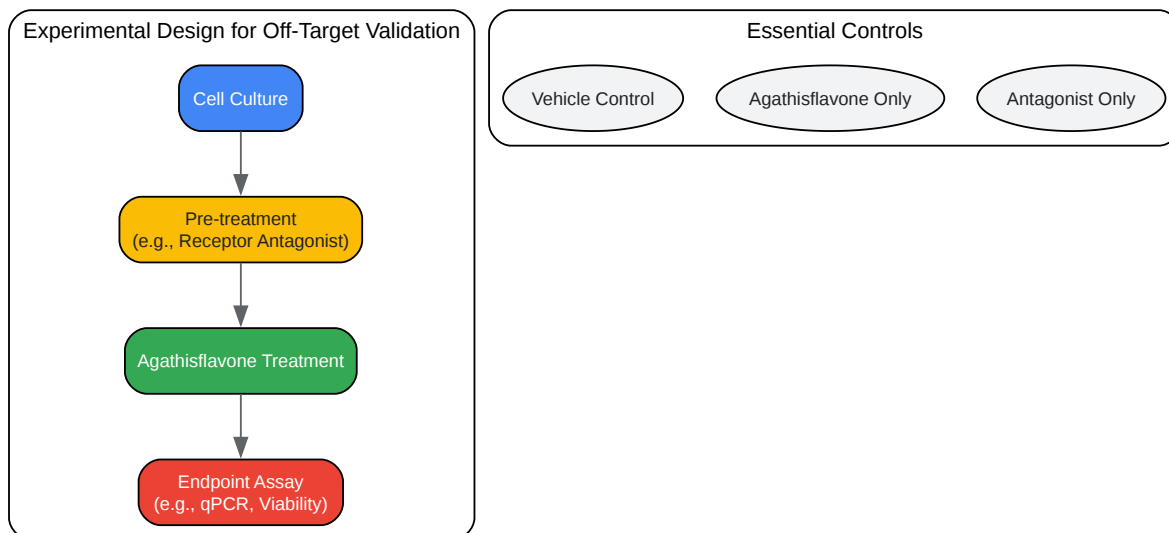 Experimental Design for Off-Target Validation
Cell Culture
Pre-treatment
(e.g., Receptor Antagonist)
Agathisflavone Treatment
Endpoint Assay
(e.g., qPCR, Viability)
Essential Controls
Vehicle Control
Agathisflavone Only
Antagonist Only